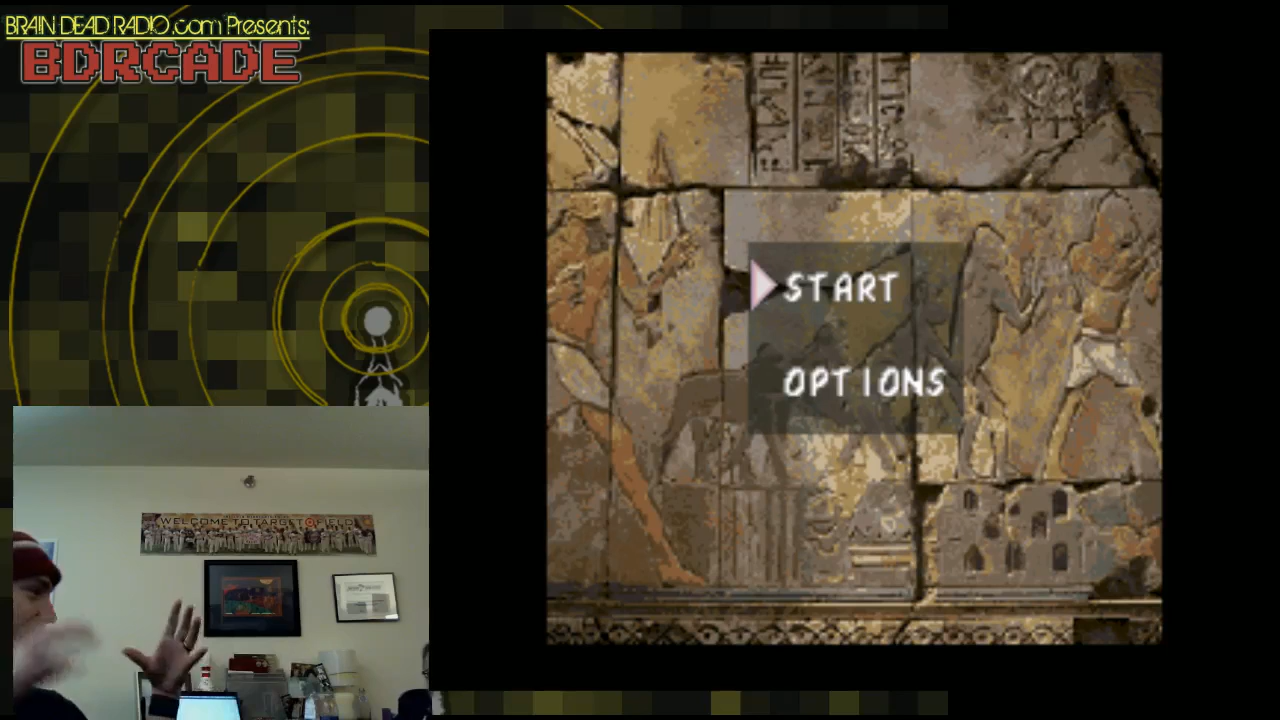 BRAIN DEAD RADIO.com Presents:
BDRCADE
START
OPTIONS
WELCOME TO TARGET FIELD